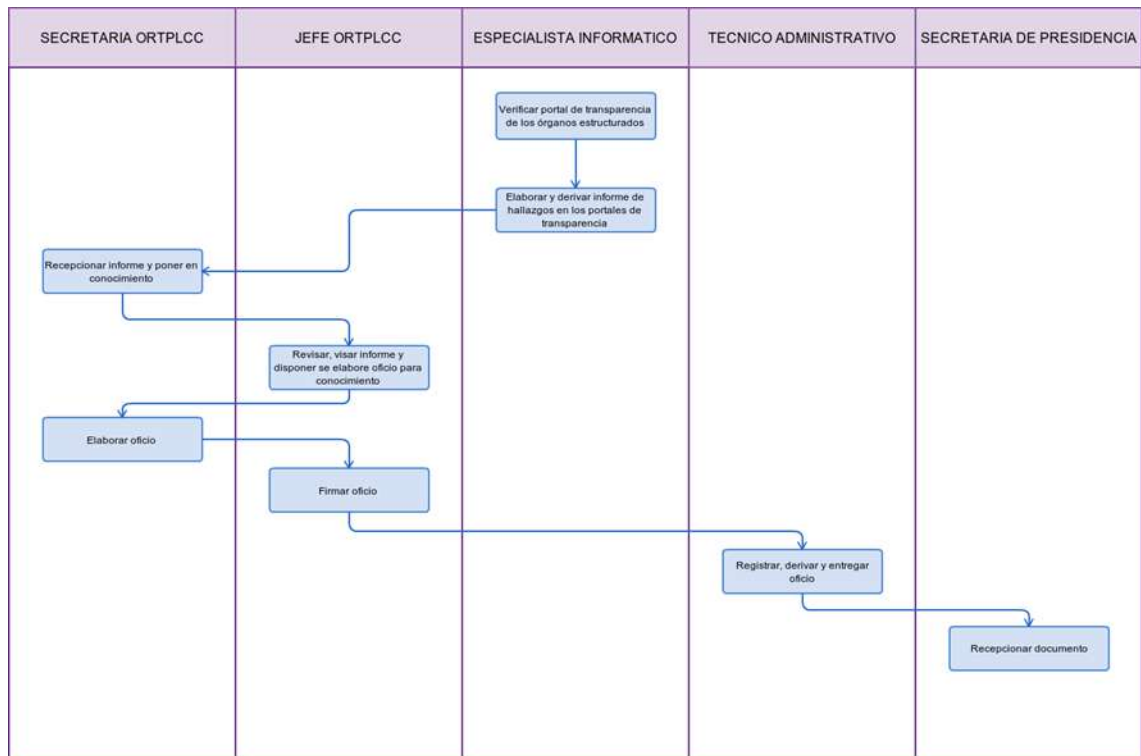 SECRETARIA ORTPLCC
JEFE ORTPLCC
ESPECIALISTA INFORMATICO
TECNICO ADMINISTRATIVO
SECRETARIA DE PRESIDENCIA
Verificar portal de transparencia
de los órganos estructurados
Elaborar y derivar informe de
hallazgos en los portales de
transparencia
Recepcionar informe y poner en
conocimiento
Revisar, visar informe y
disponer se elabore oficio para
conocimiento
Elaborar oficio
Firmar oficio
Registrar, derivar y entregar
oficio
Recepcionar documento